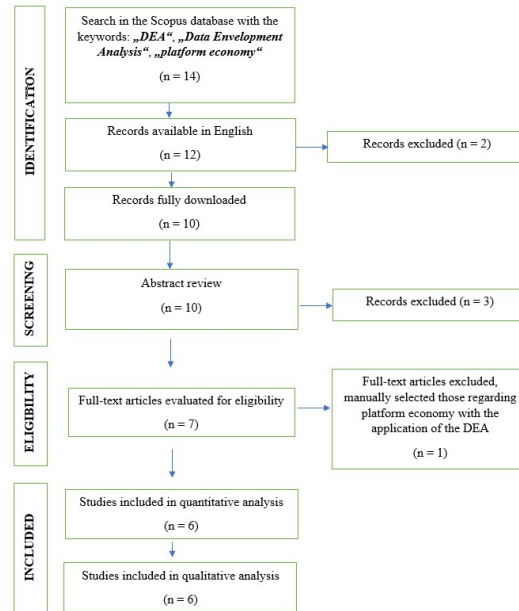 IDENTIFICATION
Search in the Scopus database with the
keywords: „DEA“, „Data Envelopment
Analysis“, „platform economy“
(n = 14)
Records available in English
(n = 12)
Records excluded (n = 2)
Records fully downloaded
(n = 10)
SCREENING
Abstract review
(n = 10)
Records excluded (n = 3)
ELIGIBILITY
Full-text articles evaluated for eligibility
(n = 7)
Full-text articles excluded,
manually selected those regarding
platform economy with the
application of the DEA
(n = 1)
INCLUDED
Studies included in quantitative analysis
(n = 6)
Studies included in qualitative analysis
(n = 6)